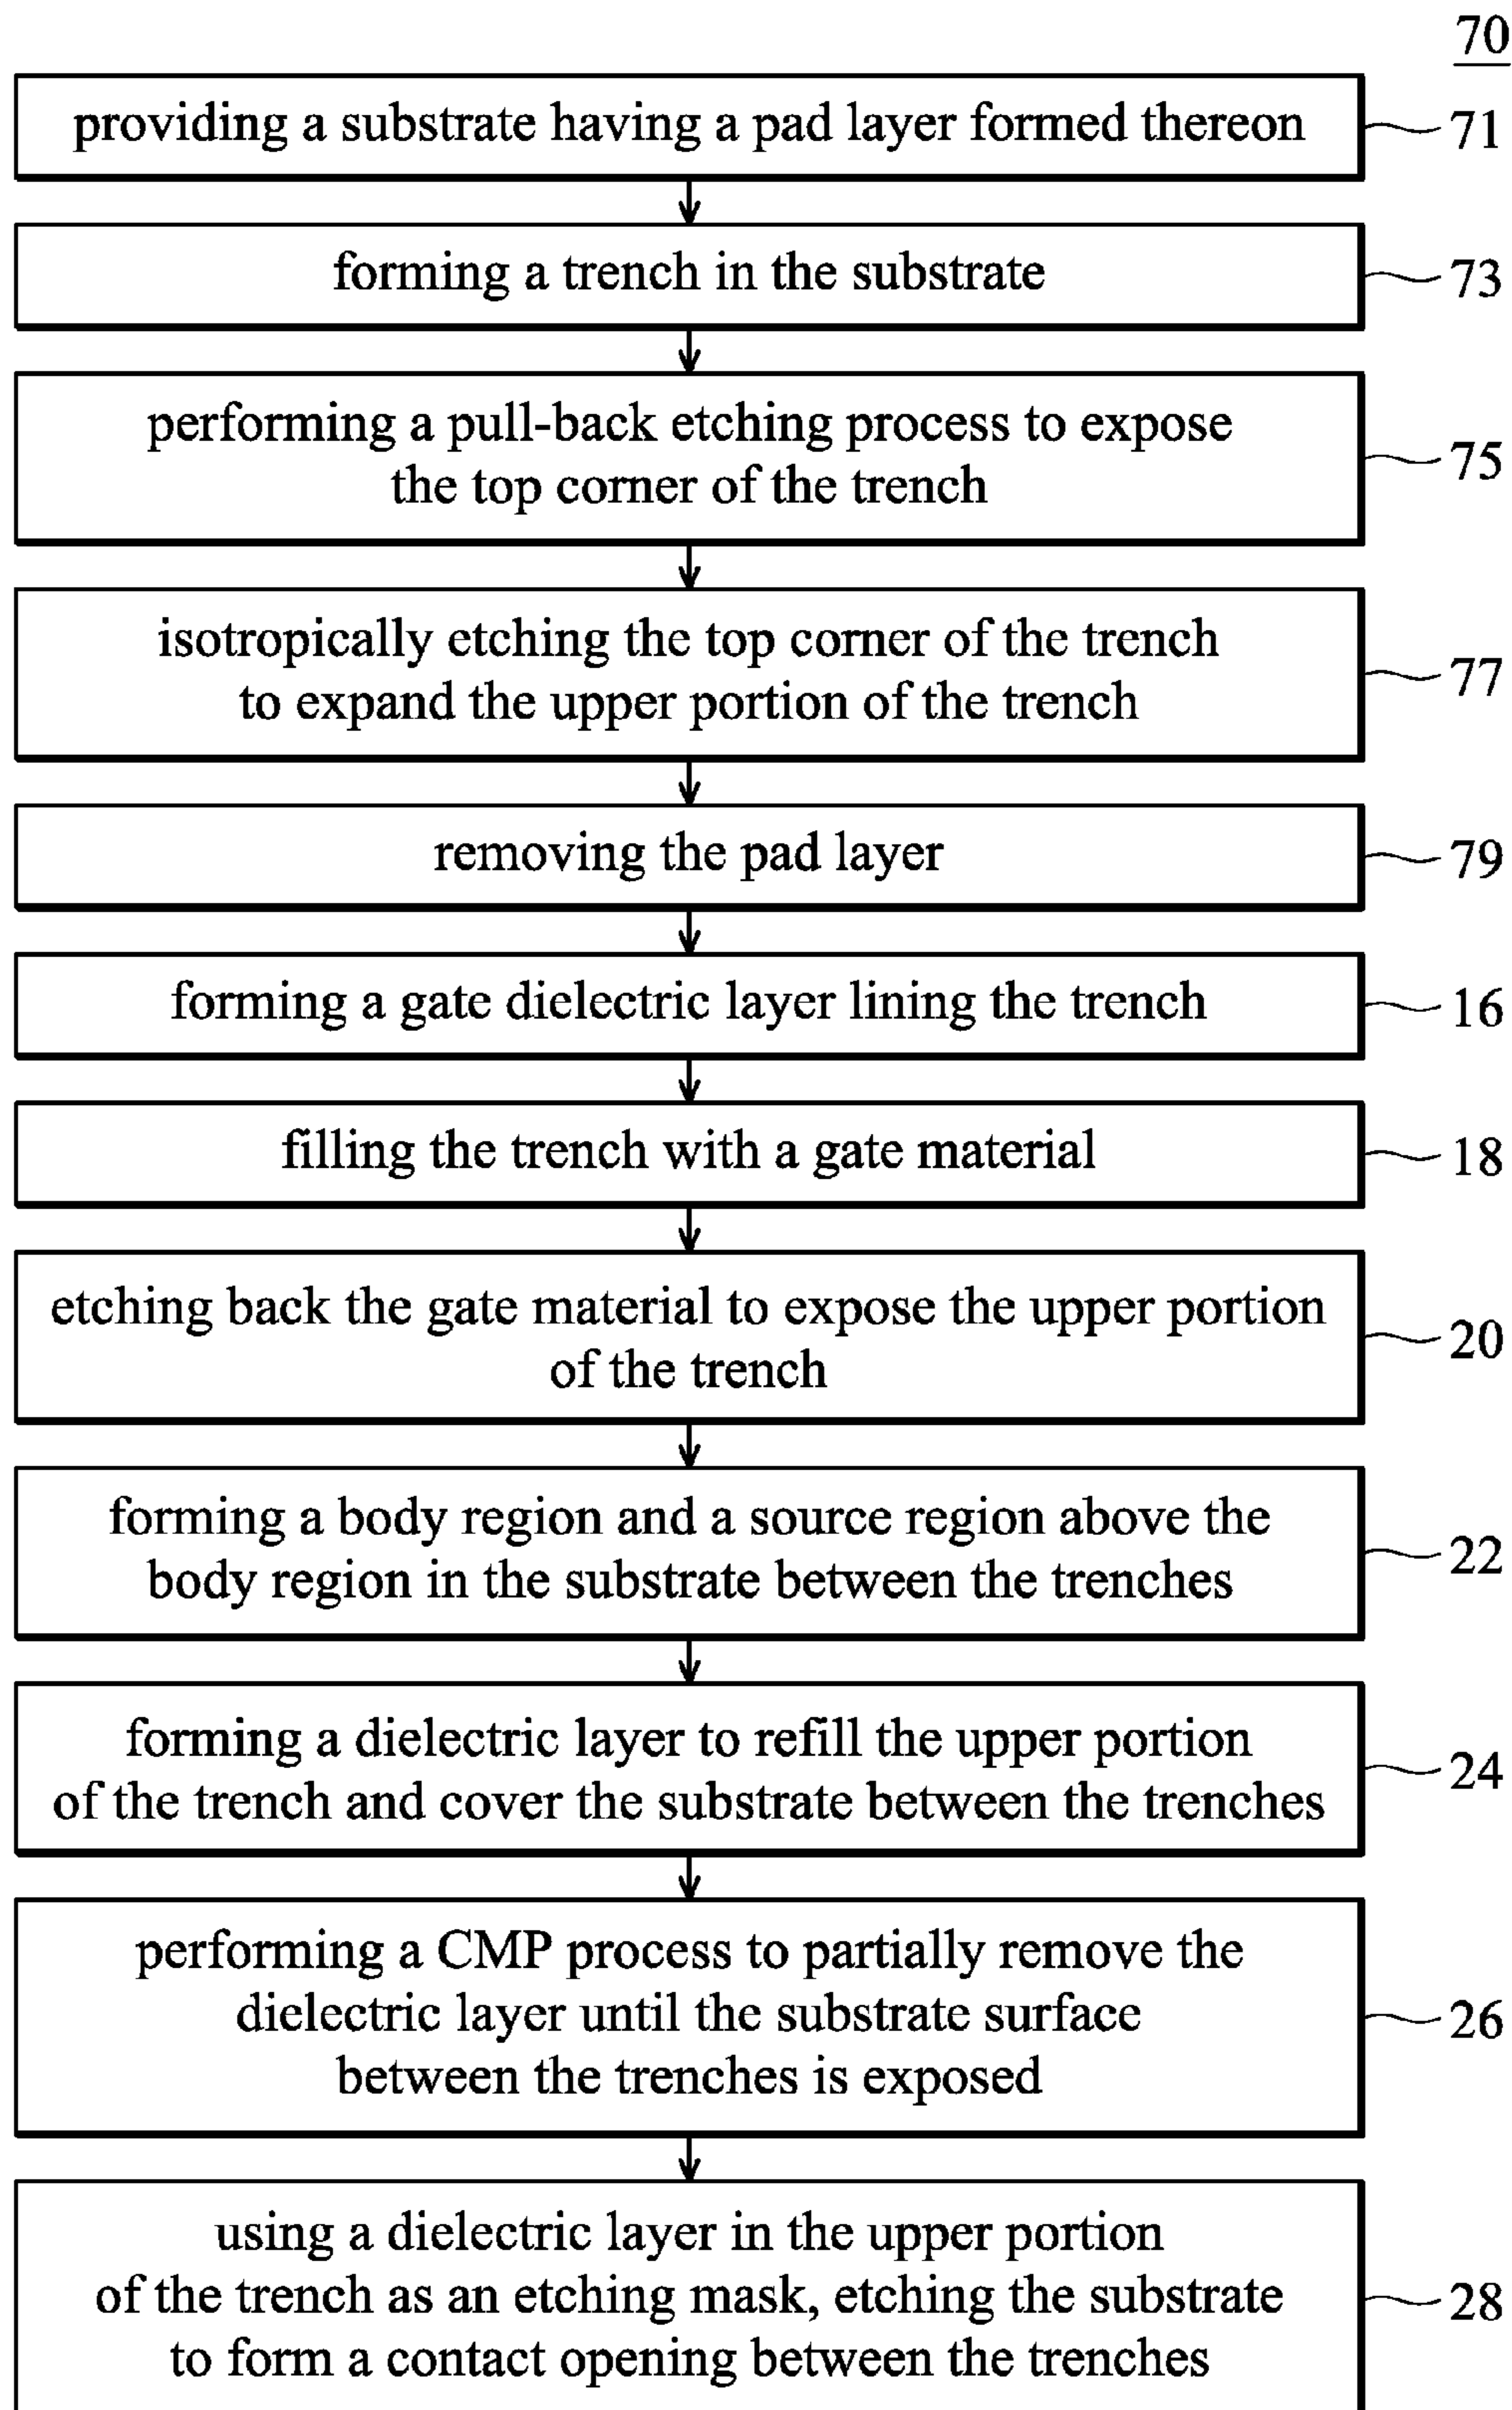 70
providing a substrate having a pad layer formed thereon
71
forming a trench in the substrate
73
performing a pull-back etching process to expose
the top corner of the trench
75
isotropically etching the top corner of the trench
to expand the upper portion of the trench
77
removing the pad layer
79
forming a gate dielectric layer lining the trench
16
filling the trench with a gate material
18
etching back the gate material to expose the upper portion
of the trench
20
forming a body region and a source region above the
body region in the substrate between the trenches
22
forming a dielectric layer to refill the upper portion
of the trench and cover the substrate between the trenches
24
performing a CMP process to partially remove the
dielectric layer until the substrate surface
between the trenches is exposed
26
using a dielectric layer in the upper portion
of the trench as an etching mask, etching the substrate
to form a contact opening between the trenches
28